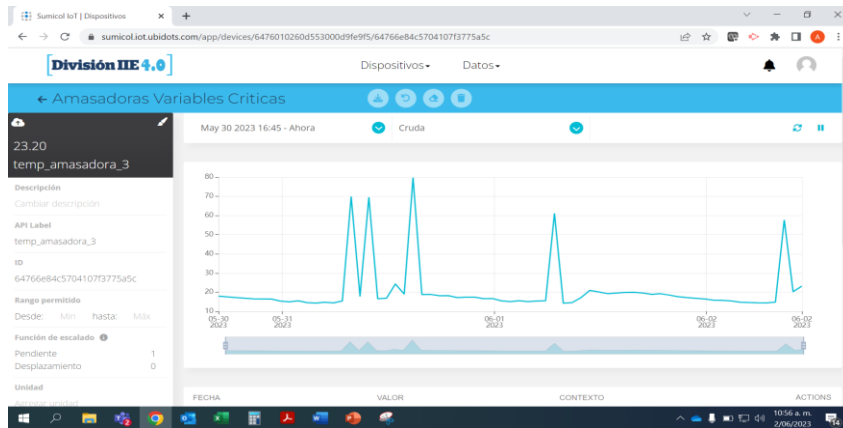 Sumicol IoT | Dispositivos
sumicol.iot.ubidots.com/app/devices/6476010260d553000d9fe9f5/64766e84c5704107f3775a5c
División IIE 4.0
Dispositivos
Datos
← Amasadoras Variables Criticas
23.20
temp_amasadora_3
Descripción
Cambiar descripción
API Label
temp_amasadora_3
ID
64766e84c5704107f3775a5c
Rango permitido
Desde: Min hasta: Máx
Función de escalado
Pendiente 1
Desplazamiento 0
Unidad
Agregar unidad
May 30 2023 16:45 - Ahora
Cruda
80
70
60
50
40
30
20
10
05-30 2023
05-31 2023
06-01 2023
06-02 2023
06-02 2023
FECHA VALOR CONTEXTO ACTIONS
10:56 a. m.
2/06/2023
14